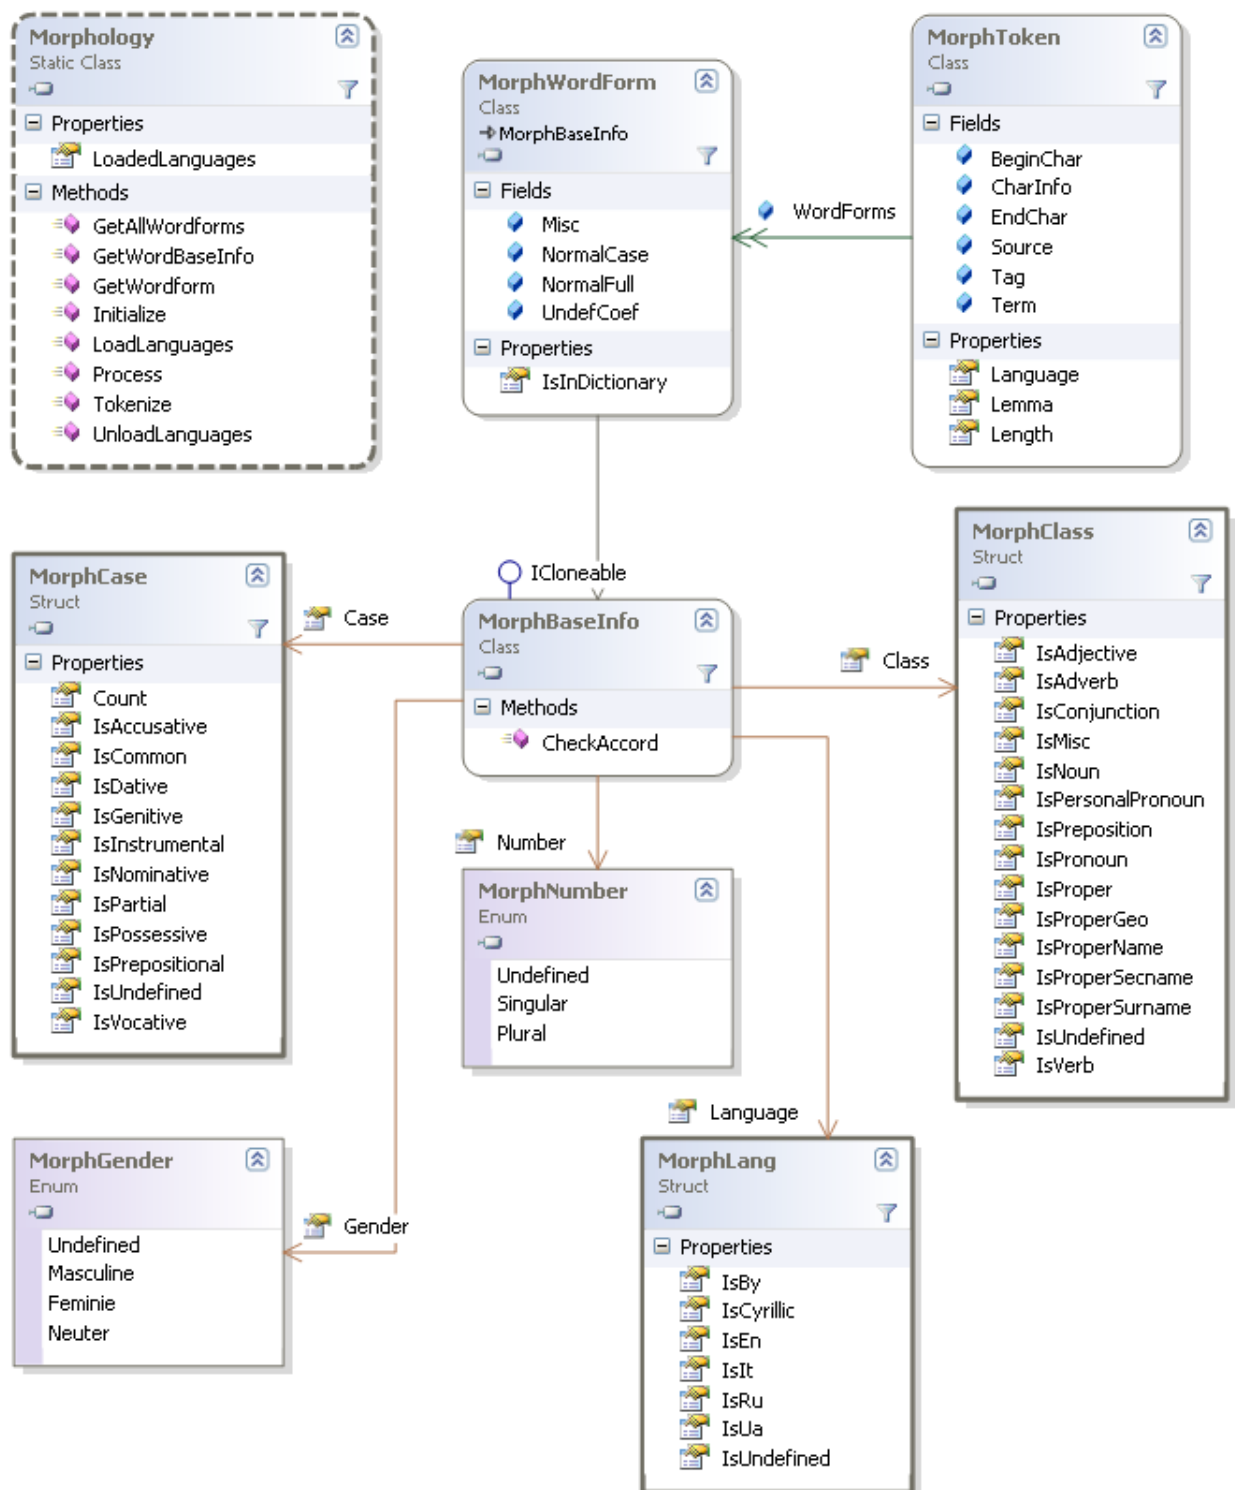 Morphology
Static Class
Properties
LoadedLanguages
Methods
GetAllWordforms
GetWordBaseInfo
GetWordform
Initialize
LoadLanguages
Process
Tokenize
UnloadLanguages
MorphWordForm
Class
MorphBaseInfo
Fields
Misc
NormalCase
NormalFull
UndefCoef
Properties
IsInDictionary
WordForms
MorphToken
Class
Fields
BeginChar
CharInfo
EndChar
Source
Tag
Term
Properties
Language
Lemma
Length
MorphCase
Struct
Properties
Count
IsAccusative
IsCommon
IsDative
IsGenitive
IsInstrumental
IsNominative
IsPartial
IsPossessive
IsPrepositional
IsUndefined
IsVocative
Case
ICloneable
MorphBaseInfo
Class
Methods
CheckAccord
Class
MorphClass
Struct
Properties
IsAdjective
IsAdverb
IsConjunction
IsMisc
IsNoun
IsPersonalPronoun
IsPreposition
IsPronoun
IsProper
IsProperGeo
IsProperName
IsProperSecname
IsProperSurname
IsUndefined
IsVerb
Number
MorphNumber
Enum
Undefined
Singular
Plural
MorphGender
Enum
Undefined
Masculine
Feminie
Neuter
Gender
Language
MorphLang
Struct
Properties
IsBy
IsCyrillic
IsEn
IsIt
IsRu
IsUa
IsUndefined